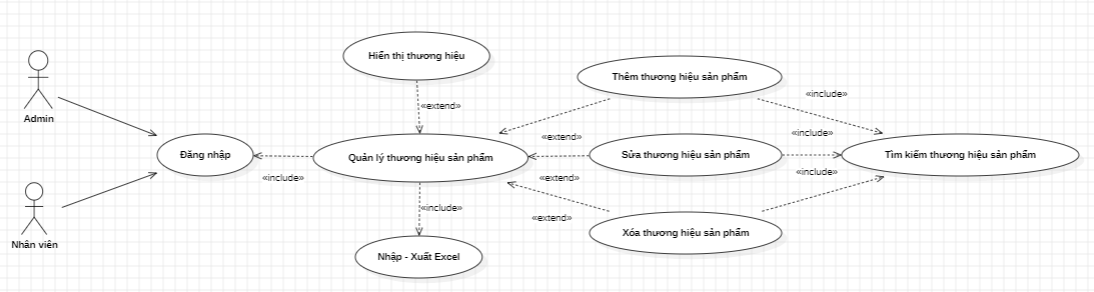 Hiển thị thương hiệu
Thêm thương hiệu sản phẩm
«include»
«extend»
Admin
«include»
«extend»
Đăng nhập
Quản lý thương hiệu sản phẩm
Sửa thương hiệu sản phẩm
Tìm kiếm thương hiệu sản phẩm
«include»
«extend»
«include»
«include»
«extend»
Xóa thương hiệu sản phẩm
Nhân viên
Nhập - Xuất Excel